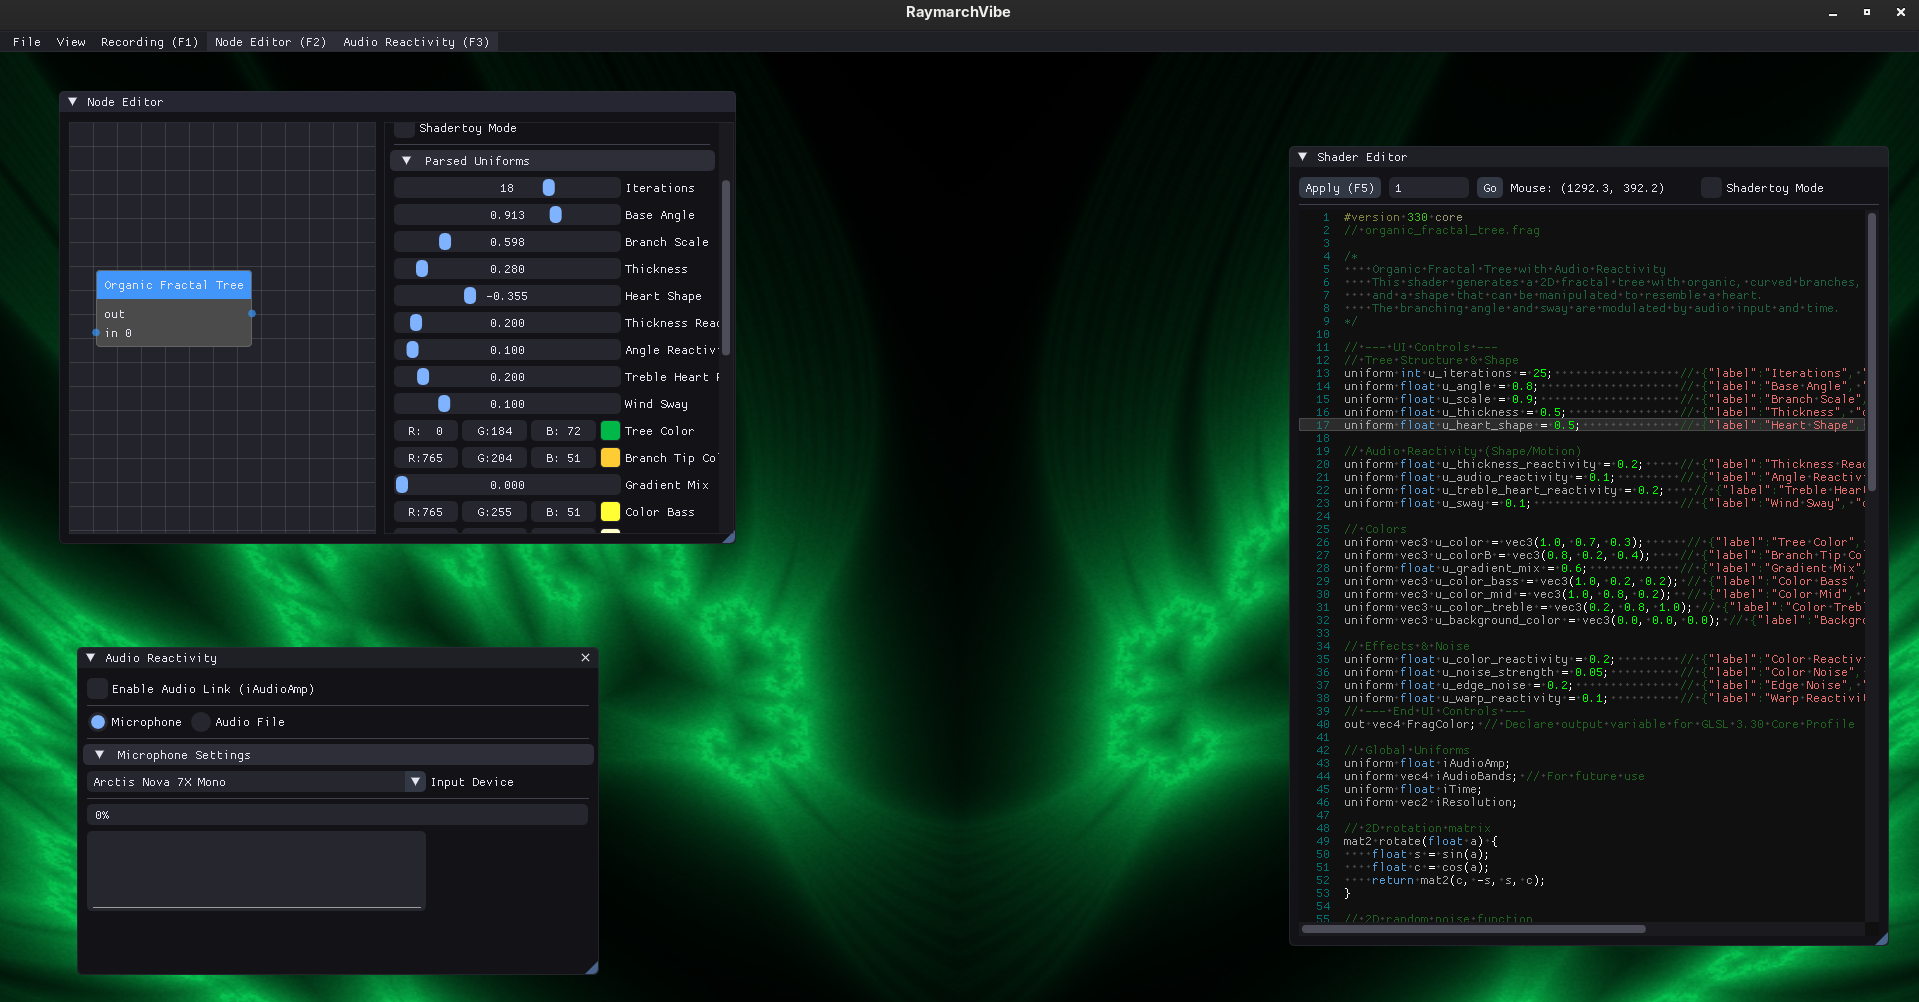 RaymarchVibe
File View Recording (F1) Node Editor (F2) Audio Reactivity (F3)
Node Editor
Organic Fractal Tree
out
in 0
Shadertoy Mode
Parsed Uniforms
18 Iterations
0.913 Base Angle
0.598 Branch Scale
0.280 Thickness
-0.355 Heart Shape
0.200 Thickness Reac
0.100 Angle Reactiv
0.200 Treble Heart
0.100 Wind Sway
R: 0 G:184 B: 72 Tree Color
R:765 G:204 B: 51 Branch Tip Co
0.000 Gradient Mix
R:765 G:255 B: 51 Color Bass
Audio Reactivity
Enable Audio Link (iAudioAmp)
Microphone Audio File
Microphone Settings
Arctis Nova 7X Mono Input Device
0%
Shader Editor
Apply (F5) 1 Go Mouse: (1292.3, 392.2) Shadertoy Mode
1 #version 330 core
2 // organic_fractal_tree.frag
3
4 /*
5     Organic Fractal Tree with Audio Reactivity
6     This shader generates a 2D fractal tree with organic, curved branches,
7     and a shape that can be manipulated to resemble a heart.
8     The branching angle and sway are modulated by audio input and time.
9 */
10
11 // --- UI Controls ---
12 // Tree Structure & Shape
13 uniform int u_iterations = 25; // {"label":"Iterations", "
14 uniform float u_angle = 0.8; // {"label":"Base Angle", "
15 uniform float u_scale = 0.9; // {"label":"Branch Scale",
16 uniform float u_thickness = 0.5; // {"label":"Thickness", "d
17 uniform float u_heart_shape = 0.5; // {"label":"Heart Shape"
18
19 // Audio Reactivity (Shape/Motion)
20 uniform float u_thickness_reactivity = 0.2; // {"label":"Thickness Reac
21 uniform float u_audio_reactivity = 0.1; // {"label":"Angle Reactivi
22 uniform float u_treble_heart_reactivity = 0.2; // {"label":"Treble Hear
23 uniform float u_sway = 0.1; // {"label":"Wind Sway", "d
24
25 // Colors
26 uniform vec3 u_color = vec3(1.0, 0.7, 0.3); // {"label":"Tree Color",
27 uniform vec3 u_colorB = vec3(0.8, 0.2, 0.4); // {"label":"Branch Tip Co
28 uniform float u_gradient_mix = 0.6; // {"label":"Gradient Mix",
29 uniform vec3 u_color_bass = vec3(1.0, 0.2, 0.2); // {"label":"Color Bass",
30 uniform vec3 u_color_mid = vec3(1.0, 0.8, 0.2); // {"label":"Color Mid", "
31 uniform vec3 u_color_treble = vec3(0.2, 0.8, 1.0); // {"label":"Color Trebl
32 uniform vec3 u_background_color = vec3(0.0, 0.0, 0.0); // {"label":"Backgro
33
34 // Effects & Noise
35 uniform float u_color_reactivity = 0.2; // {"label":"Color Reactiv
36 uniform float u_noise_strength = 0.05; // {"label":"Color Noise", "
37 uniform float u_edge_noise = 0.2; // {"label":"Edge Noise", "
38 uniform float u_warp_reactivity = 0.1; // {"label":"Warp Reactivi
39 // --- End UI Controls ---
40 out vec4 FragColor; // Declare output variable for GLSL 3.30 Core Profile
41
42 // Global Uniforms
43 uniform float iAudioAmp;
44 uniform vec4 iAudioBands; // For future use
45 uniform float iTime;
46 uniform vec2 iResolution;
47
48 // 2D rotation matrix
49 mat2 rotate(float a) {
50     float s = sin(a);
51     float c = cos(a);
52     return mat2(c, -s, s, c);
53 }
54
55 // 2D random noise function